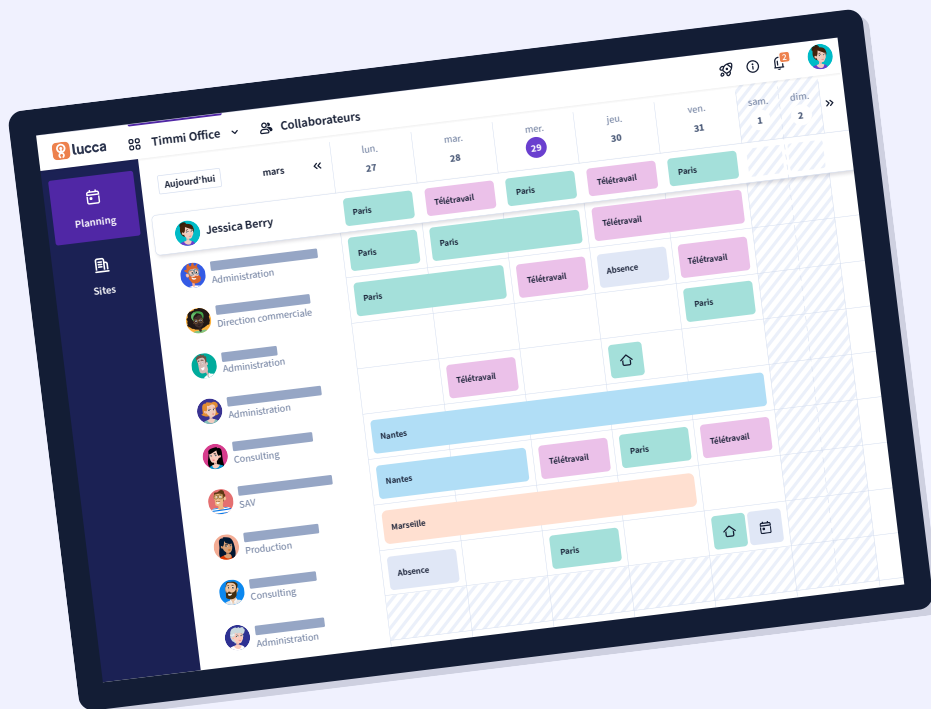 lucca
Timmi Office
Collaborateurs
2
Aujourd'hui
mars
«
lun.
27
mar.
28
mer.
29
jeu.
30
ven.
31
sam.
1
dim.
2
»
Planning
Sites
Jessica Berry
Paris
Télétravail
Paris
Télétravail
Paris
Administration
Paris
Paris
Télétravail
Direction commerciale
Paris
Télétravail
Absence
Télétravail
Administration
Paris
Administration
Télétravail
Consulting
Nantes
SAV
Nantes
Télétravail
Paris
Télétravail
Production
Marseille
Consulting
Absence
Paris
Administration